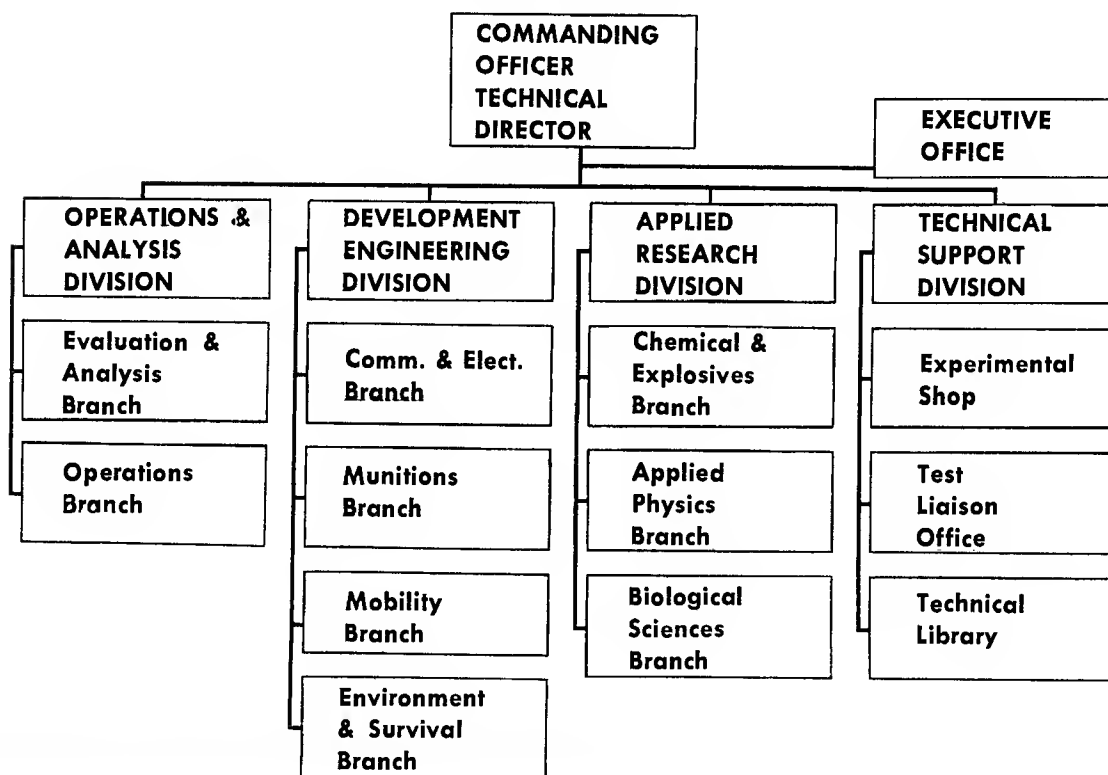 COMMANDING
OFFICER
TECHNICAL
DIRECTOR
EXECUTIVE
OFFICE
OPERATIONS &
ANALYSIS
DIVISION
Evaluation &
Analysis
Branch
Operations
Branch
DEVELOPMENT
ENGINEERING
DIVISION
Comm. & Elect.
Branch
Munitions
Branch
Mobility
Branch
Environment
& Survival
Branch
APPLIED
RESEARCH
DIVISION
Chemical &
Explosives
Branch
Applied
Physics
Branch
Biological
Sciences
Branch
TECHNICAL
SUPPORT
DIVISION
Experimental
Shop
Test
Liaison
Office
Technical
Library